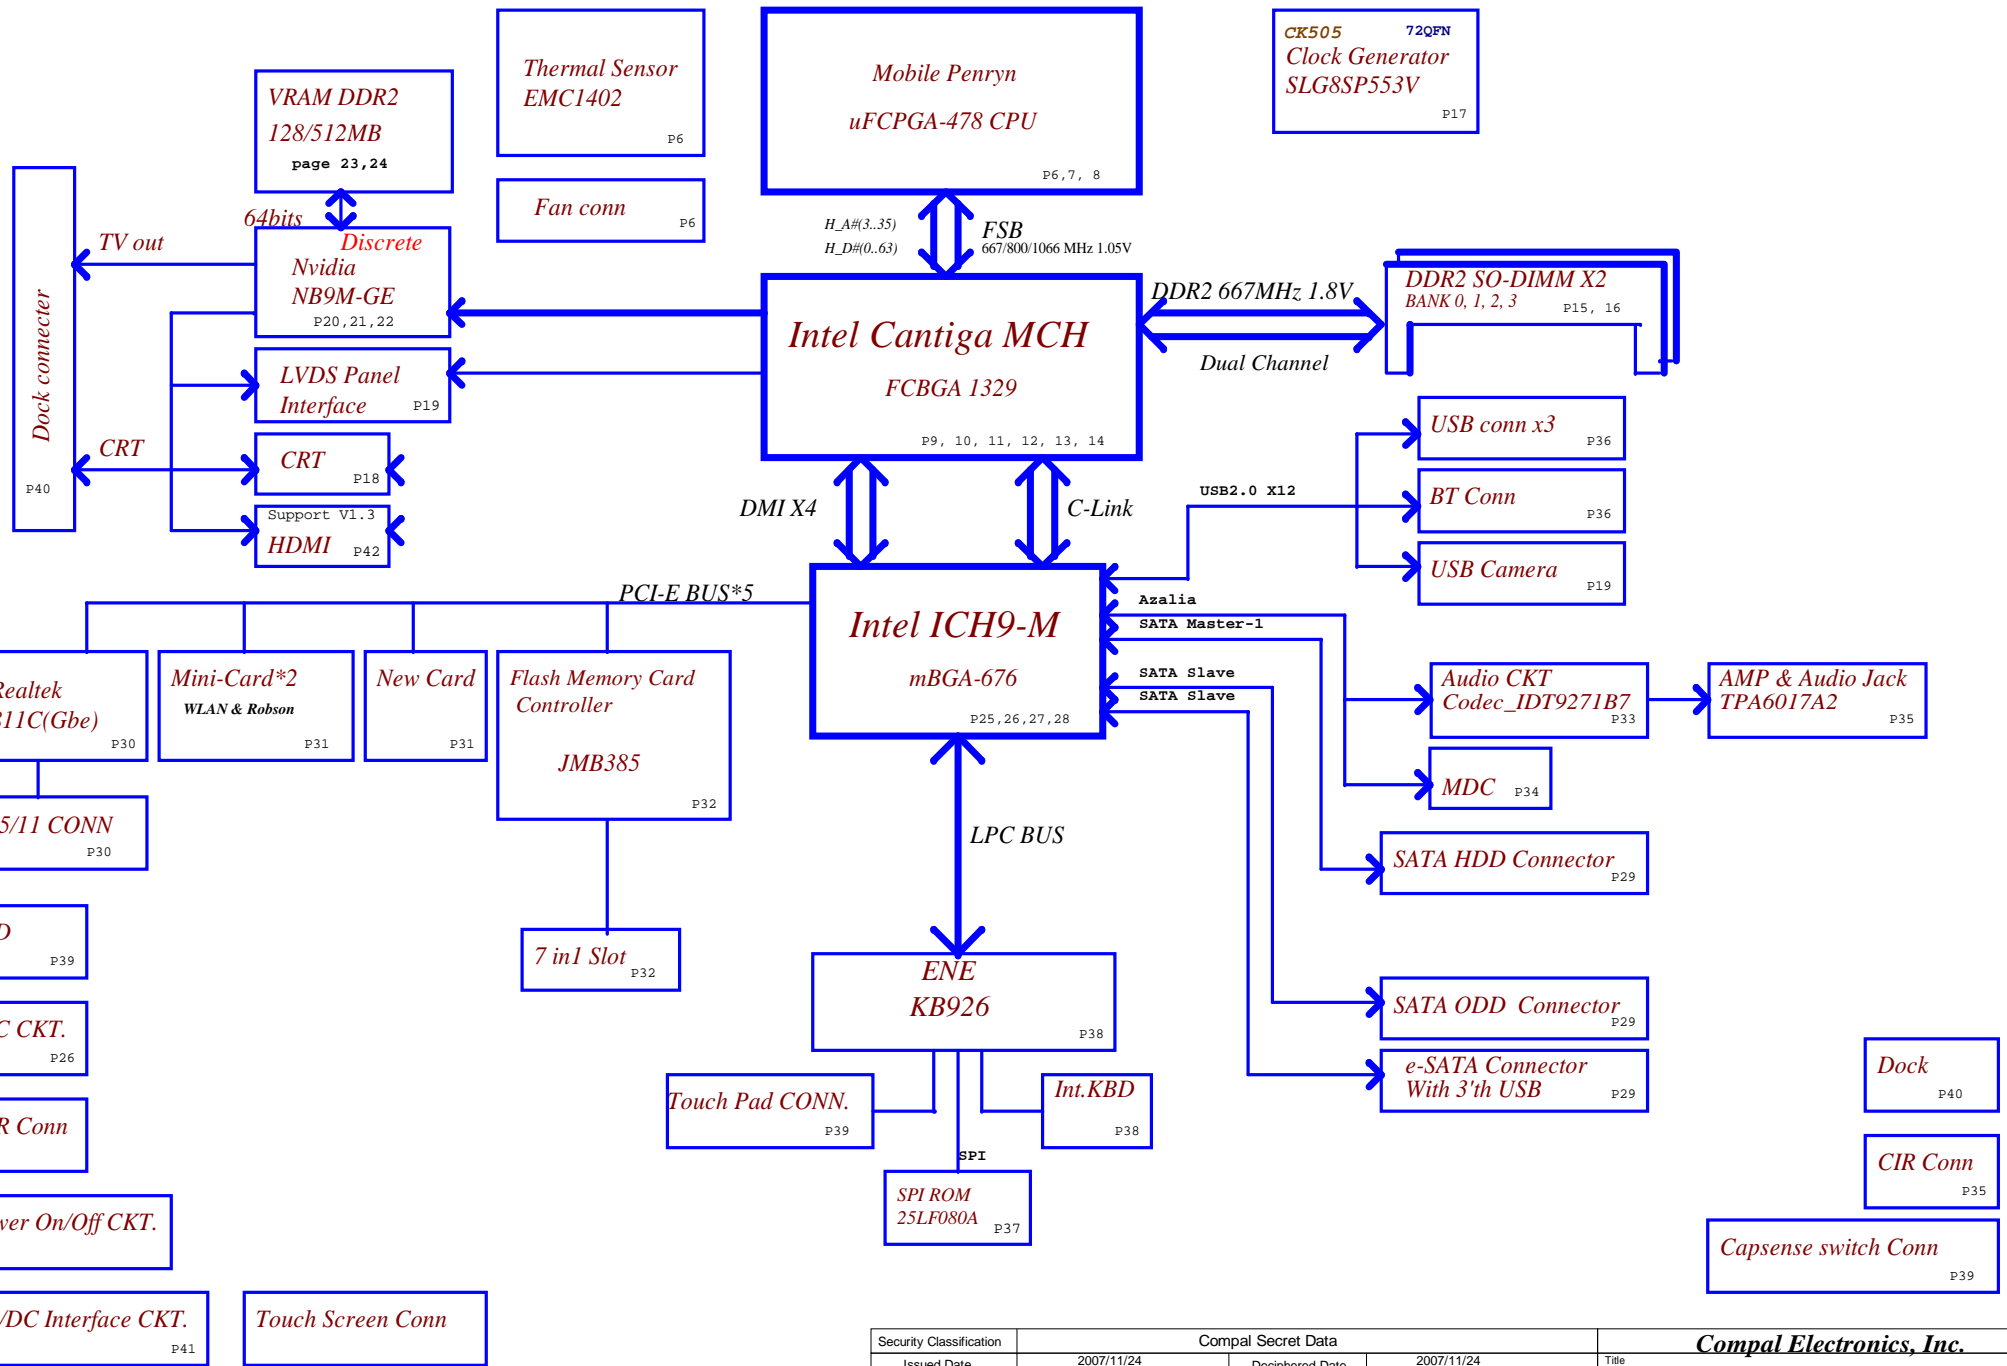 CK505 72QFN
Clock Generator
SLG8SP553V
P17
Thermal Sensor
EMC1402
P6
Mobile Penryn
uFCPGA-478 CPU
P6,7, 8
VRAM DDR2
128/512MB
page 23,24
Fan conn
P6
64bits
H_A#(3..35)
H_D#(0..63)
FSB
667/800/1066 MHz 1.05V
TV out
Discrete
Nvidia
NB9M-GE
P20,21,22
Dock connecter
P40
DDR2 667MHz 1.8V
Dual Channel
DDR2 SO-DIMM X2
BANK 0, 1, 2, 3
P15, 16
Intel Cantiga MCH
FCBGA 1329
P9, 10, 11, 12, 13, 14
LVDS Panel
Interface
P19
CRT
CRT
P18
Support V1.3
HDMI
P42
USB conn x3
P36
USB2.0 X12
BT Conn
P36
USB Camera
P19
DMI X4
C-Link
PCI-E BUS*5
Intel ICH9-M
mBGA-676
P25,26,27,28
Azalia
SATA Master-1
SATA Slave
SATA Slave
Realtek
11C(Gbe)
P30
Mini-Card*2
WLAN & Robson
P31
New Card
P31
Flash Memory Card
Controller
JMB385
P32
Audio CKT
Codec_IDT9271B7
P33
AMP & Audio Jack
TPA6017A2
P35
MDC
P34
5/11 CONN
P30
LPC BUS
SATA HDD Connector
P29
P39
7 in1 Slot
P32
ENE
KB926
P38
SATA ODD Connector
P29
C CKT.
P26
e-SATA Connector
With 3'th USB
P29
Dock
P40
Touch Pad CONN.
P39
Int.KBD
P38
R Conn
SPI
SPI ROM
25LF080A
P37
CIR Conn
P35
wer On/Off CKT.
Capsense switch Conn
P39
/DC Interface CKT.
P41
Touch Screen Conn
Security Classification
Compal Secret Data
Compal Electronics, Inc.
Issued Date
2007/11/24
Deciphered Date
2007/11/24
Title